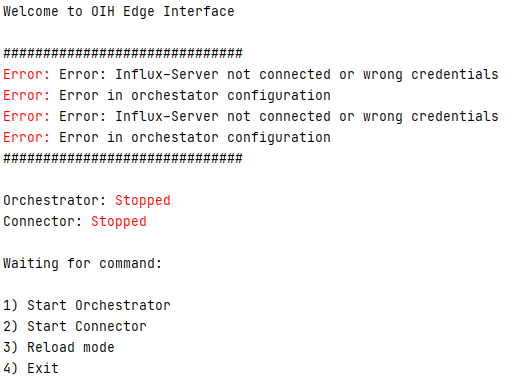 Welcome to OIH Edge Interface
##############################
Error: Error: Influx-Server not connected or wrong credentials
Error: Error in orchestator configuration
Error: Error: Influx-Server not connected or wrong credentials
Error: Error in orchestator configuration
##############################
Orchestrator: Stopped
Connector: Stopped
Waiting for command:
1) Start Orchestrator
2) Start Connector
3) Reload mode
4) Exit